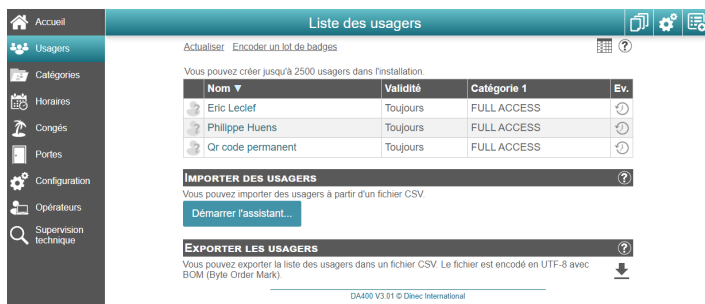 Accueil
Liste des usagers
Usagers
Actualiser Encoder un lot de badges
Catégories
Vous pouvez créer jusqu'à 2500 usagers dans l'installation.
Nom ▼ Validité Catégorie 1 Ev.
Horaires
Eric Leclef Toujours FULL ACCESS
Congés
Philippe Huens Toujours FULL ACCESS
Portes
Qr code permanent Toujours FULL ACCESS
Configuration
IMPORTER DES USAGERS
Vous pouvez importer des usagers à partir d'un fichier CSV.
Opérateurs
Démarrer l'assistant...
Supervision
technique
EXPORTER LES USAGERS
Vous pouvez exporter la liste des usagers dans un fichier CSV. Le fichier est encodé en UTF-8 avec
BOM (Byte Order Mark).
DA400 V3.01 © Dinec International